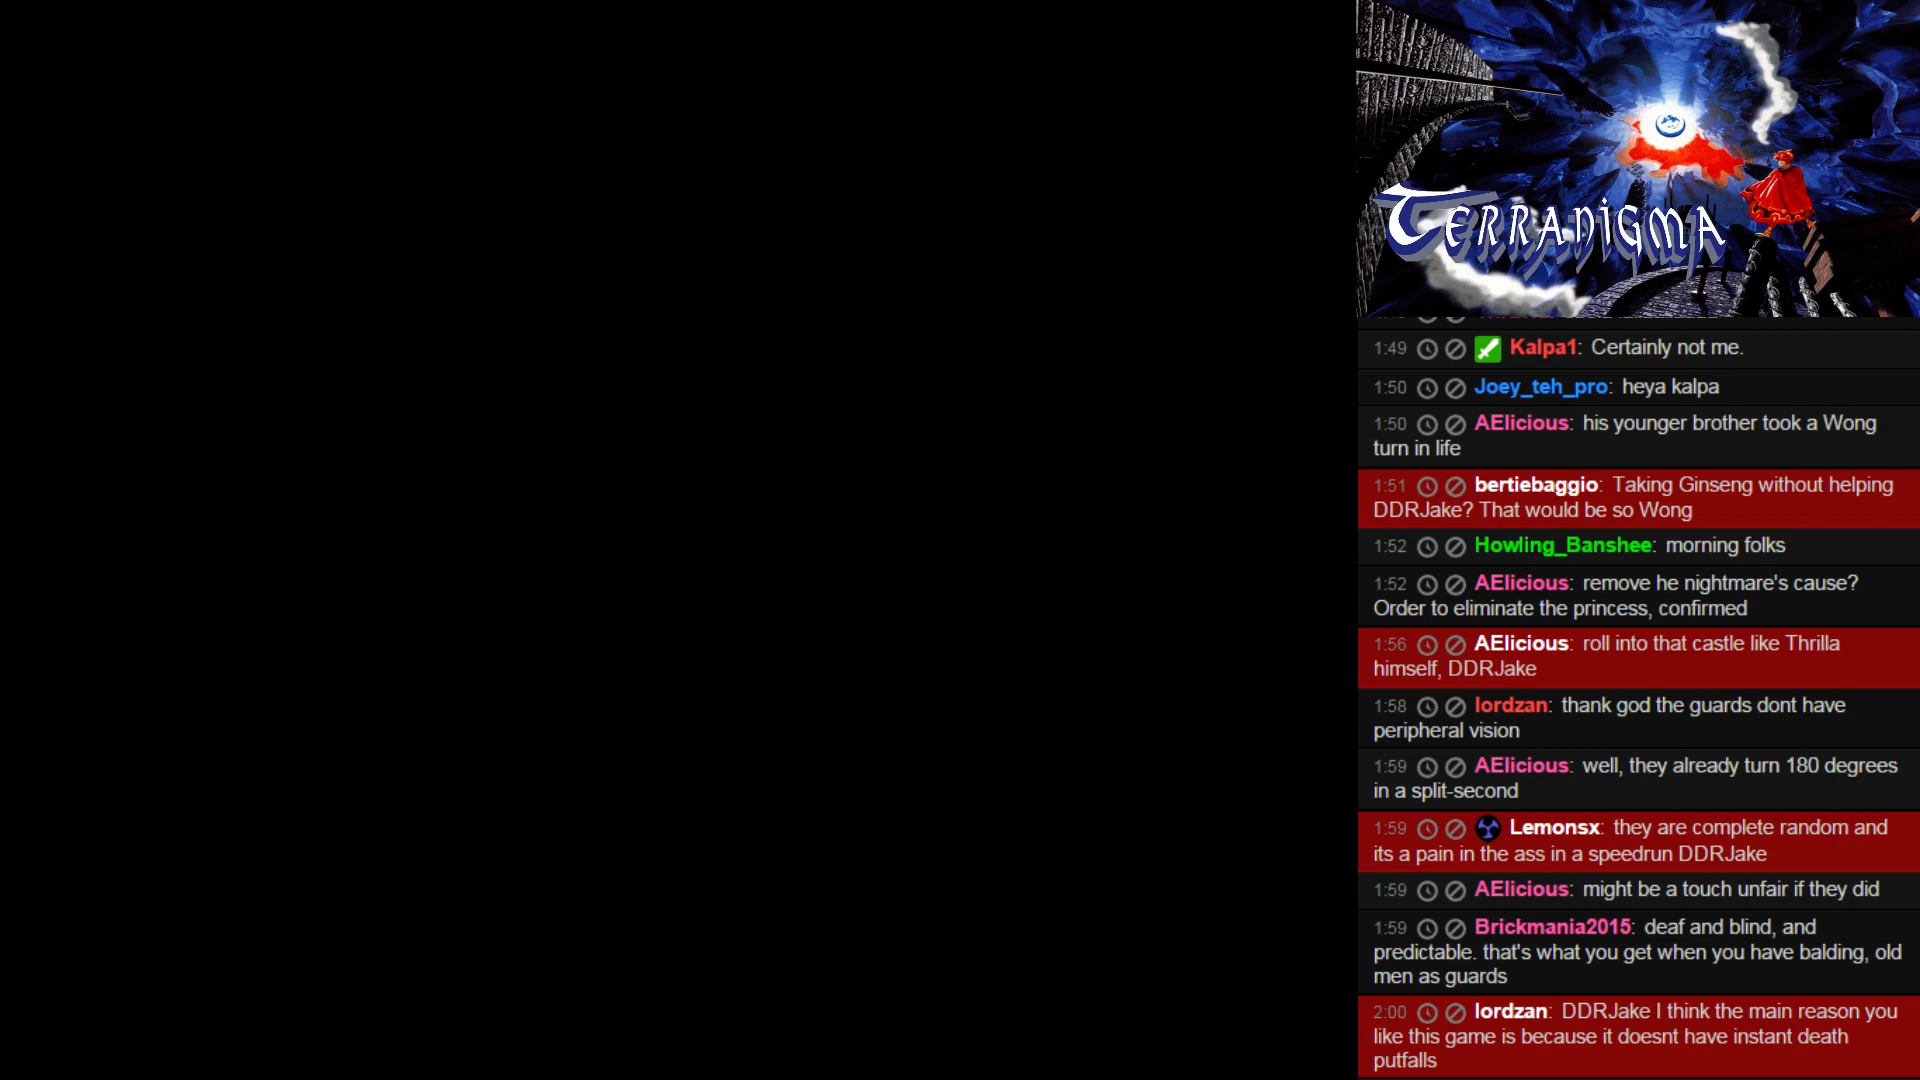 TERRANIGMA
1:49 Kalpa1: Certainly not me.
1:50 Joey_teh_pro: heya kalpa
1:50 AElicious: his younger brother took a Wong
turn in life
1:51 bertiebaggio: Taking Ginseng without helping
DDRJake? That would be so Wong
1:52 Howling_Banshee: morning folks
1:52 AElicious: remove he nightmare's cause?
Order to eliminate the princess, confirmed
1:56 AElicious: roll into that castle like Thrilla
himself, DDRJake
1:58 lordzan: thank god the guards dont have
peripheral vision
1:59 AElicious: well, they already turn 180 degrees
in a split-second
1:59 Lemonsx: they are complete random and
its a pain in the ass in a speedrun DDRJake
1:59 AElicious: might be a touch unfair if they did
1:59 Brickmania2015: deaf and blind, and
predictable. that's what you get when you have balding, old
men as guards
2:00 lordzan: DDRJake I think the main reason you
like this game is because it doesnt have instant death
putfalls